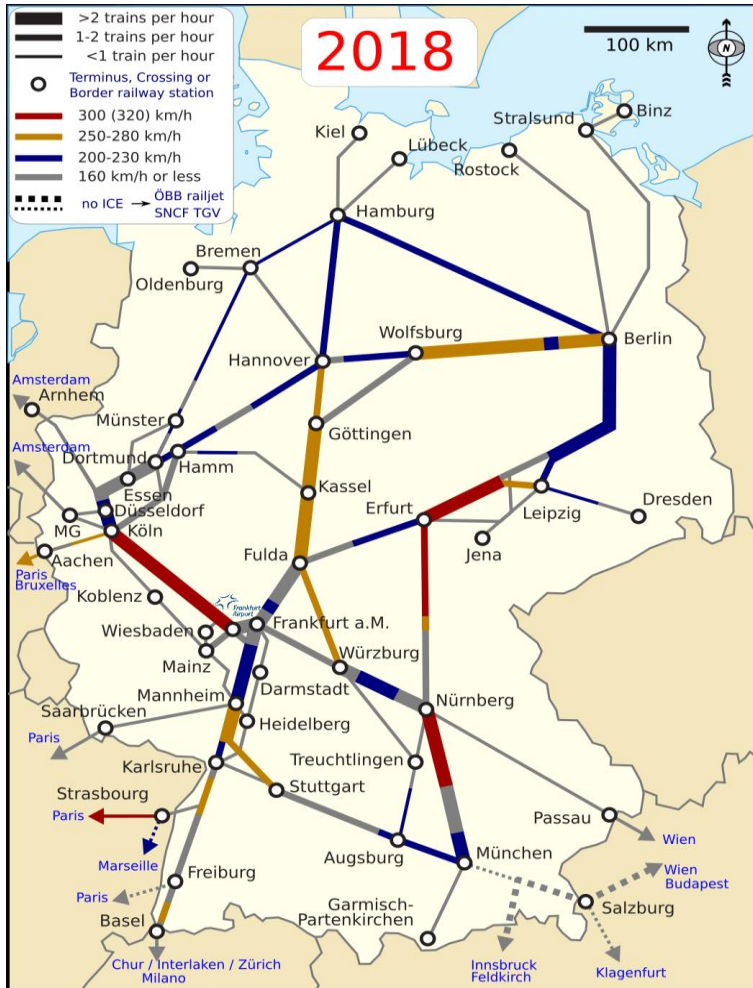 >2 trains per hour
1-2 trains per hour
<1 train per hour
Terminus, Crossing or
Border railway station
300 (320) km/h
250-280 km/h
200-230 km/h
160 km/h or less
no ICE → ÖBB railjet
SNCF TGV
2018
100 km
N
Binz
Stralsund
Kiel
Lübeck
Rostock
Hamburg
Bremen
Oldenburg
Wolfsburg
Berlin
Hannover
Amsterdam
Arnhem
Münster
Göttingen
Amsterdam
Dortmund
Hamm
Essen
Kassel
Düsseldorf
Erfurt
Leipzig
Dresden
MG
Köln
Jena
Aachen
Fulda
Paris
Bruxelles
Koblenz
Frankfurt
Airport
Wiesbaden
Frankfurt a.M.
Mainz
Würzburg
Darmstadt
Mannheim
Nürnberg
Saarbrücken
Heidelberg
Paris
Karlsruhe
Treuchtlingen
Stuttgart
Strasbourg
Paris
Passau
Wien
Marseille
Augsburg
München
Freiburg
Wien
Budapest
Paris
Garmisch-
Partenkirchen
Salzburg
Basel
Chur / Interlaken / Zürich
Milano
Innsbruck
Feldkirch
Klagenfurt